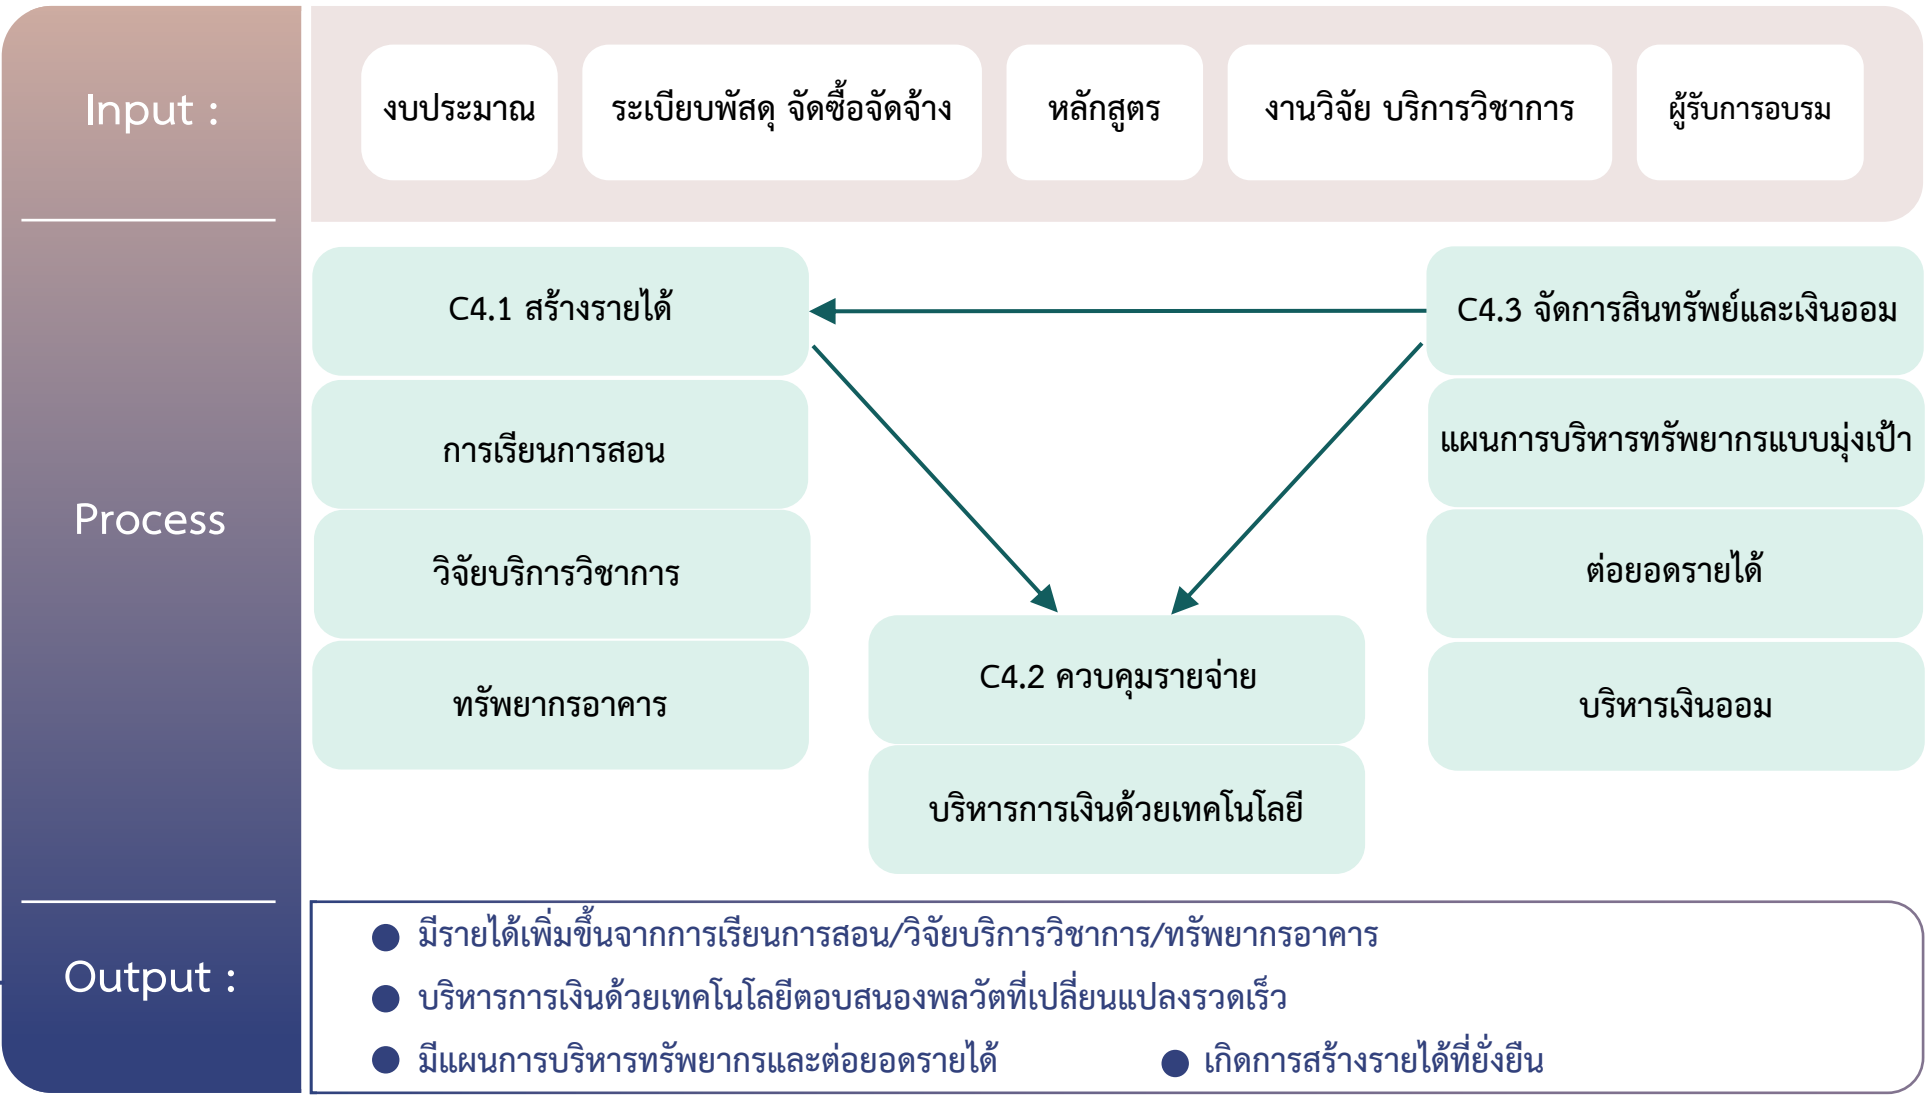 Input :
งบประมาณ
ระเบียบพัสดุ จัดซื้อจัดจ้าง
หลักสูตร
งานวิจัย บริการวิชาการ
ผู้รับการอบรม
Process
C4.1 สร้างรายได้
การเรียนการสอน
วิจัยบริการวิชาการ
ทรัพยากรอาคาร
C4.2 ควบคุมรายจ่าย
บริหารการเงินด้วยเทคโนโลยี
C4.3 จัดการสินทรัพย์และเงินออม
แผนการบริหารทรัพยากรแบบมุ่งเป้า
ต่อยอดรายได้
บริหารเงินออม
Output :
มีรายได้เพิ่มขึ้นจากการเรียนการสอน/วิจัยบริการวิชาการ/ทรัพยากรอาคาร
บริหารการเงินด้วยเทคโนโลยีตอบสนองพลวัตที่เปลี่ยนแปลงรวดเร็ว
มีแผนการบริหารทรัพยากรและต่อยอดรายได้
เกิดการสร้างรายได้ที่ยั่งยืน